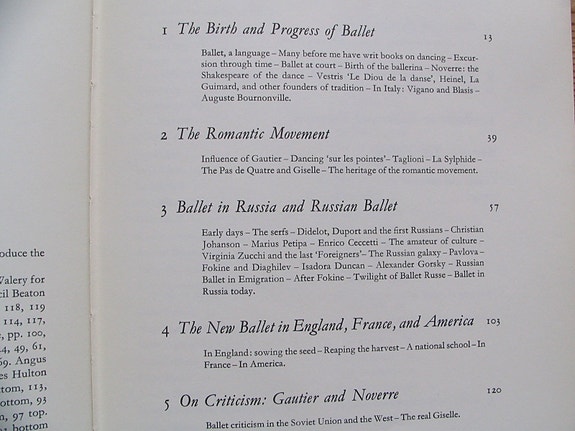 1 The Birth and Progress of Ballet 13
Ballet, a language – Many before me have writ books on dancing – Excur-
sion through time – Ballet at court – Birth of the ballerina – Noverre: the
Shakespeare of the dance – Vestris ‘Le Diou de la danse’, Heinel, La
Guimard, and other founders of tradition – In Italy: Vigano and Blasis –
Auguste Bournonville.
2 The Romantic Movement 39
Influence of Gautier – Dancing ‘sur les pointes’ – Taglioni – La Sylphide –
The Pas de Quatre and Giselle – The heritage of the romantic movement.
3 Ballet in Russia and Russian Ballet 57
Early days – The serfs – Didelot, Duport and the first Russians – Christian
Johanson – Marius Petipa – Enrico Ceccetti – The amateur of culture –
Virginia Zucchi and the last ‘Foreigners’ – The Russian galaxy – Pavlova –
Fokine and Diaghilev – Isadora Duncan – Alexander Gorsky – Russian
Ballet in Emigration – After Fokine – Twilight of Ballet Russe – Ballet in
Russia today.
4 The New Ballet in England, France, and America 103
In England: sowing the seed – Reaping the harvest – A national school – In
France – In America.
5 On Criticism: Gautier and Noverre 120
Ballet criticism in the Soviet Union and the West – The real Giselle.
oduce the
Valery for
cil Beaton
118, 119
114, 117,
, pp. 100,
44, 49, 61,
69. Angus
es Hulton
ttom, 113,
ottom, 93
97 top.
bottom